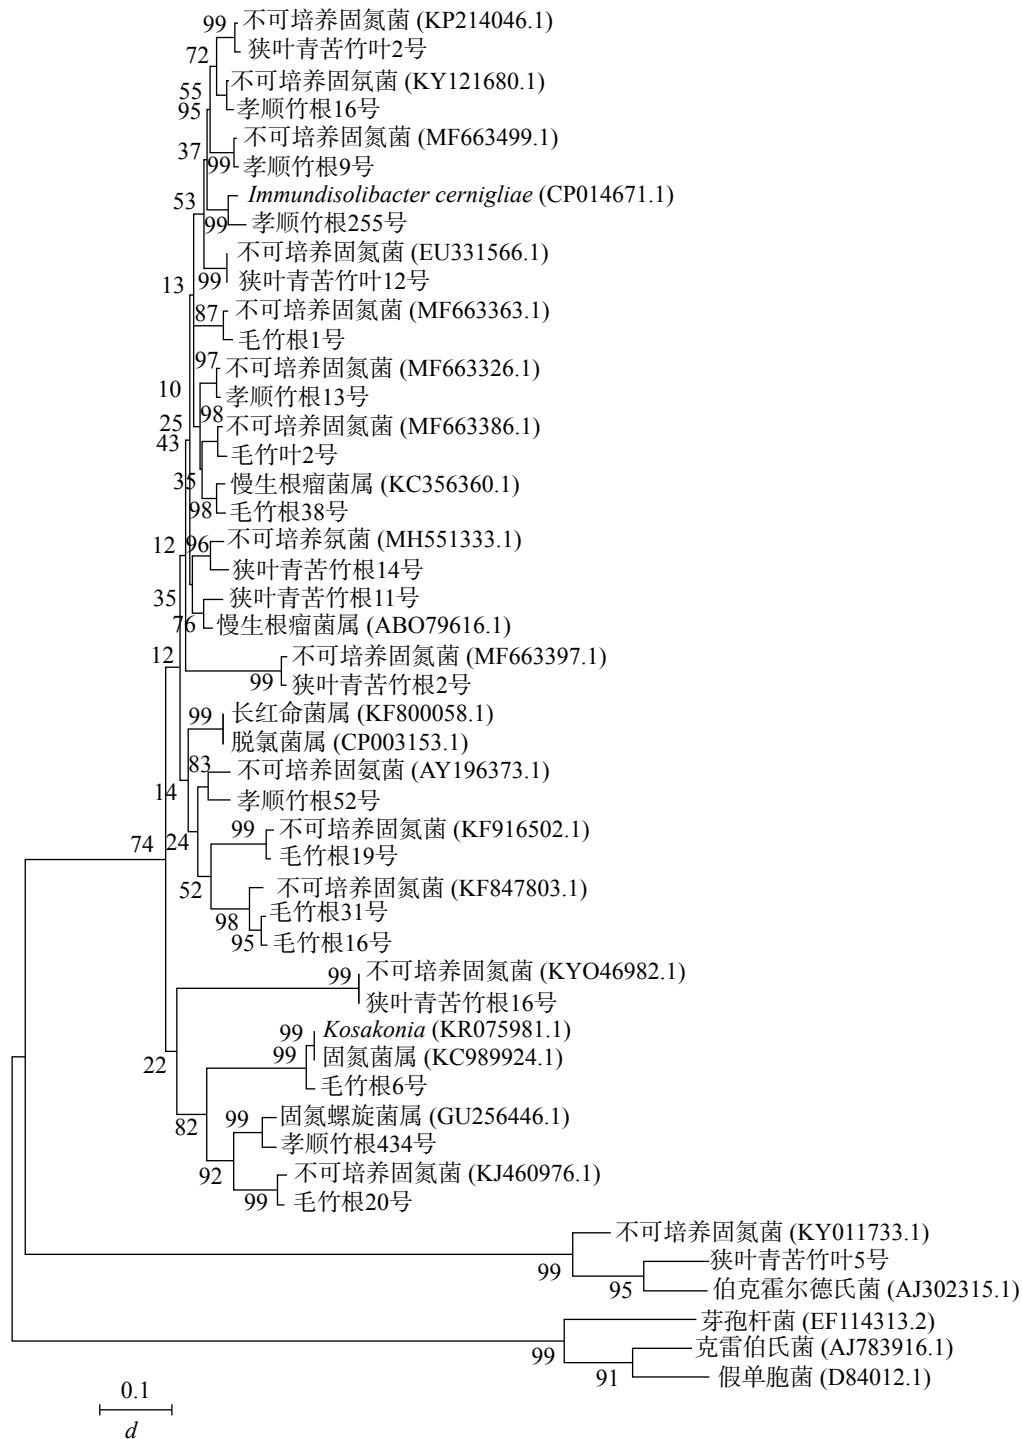 99 不可培养固氮菌 (KP214046.1)
72 狭叶青苦竹叶2号
55 不可培养固氛菌 (KY121680.1)
95 孝顺竹根16号
不可培养固氮菌 (MF663499.1)
37 99 孝顺竹根9号
53 Immundisolibacter cernigliae (CP014671.1)
99 孝顺竹根255号
不可培养固氮菌 (EU331566.1)
13 99 狭叶青苦竹叶12号
87 不可培养固氮菌 (MF663363.1)
毛竹根1号
97 不可培养固氮菌 (MF663326.1)
10 孝顺竹根13号
25 98 不可培养固氮菌 (MF663386.1)
43 毛竹叶2号
35 慢生根瘤菌属 (KC356360.1)
98 毛竹根38号
12 96 不可培养氛菌 (MH551333.1)
狭叶青苦竹根14号
35 狭叶青苦竹根11号
76 慢生根瘤菌属 (ABO79616.1)
12 不可培养固氮菌 (MF663397.1)
99 狭叶青苦竹根2号
99 长红命菌属 (KF800058.1)
脱氯菌属 (CP003153.1)
83 不可培养固氨菌 (AY196373.1)
14 孝顺竹根52号
99 不可培养固氮菌 (KF916502.1)
74 24 毛竹根19号
52 不可培养固氮菌 (KF847803.1)
98 毛竹根31号
95 毛竹根16号
99 不可培养固氮菌 (KYO46982.1)
狭叶青苦竹根16号
99 Kosakonia (KR075981.1)
22 99 固氮菌属 (KC989924.1)
毛竹根6号
82 99 固氮螺旋菌属 (GU256446.1)
孝顺竹根434号
92 不可培养固氮菌 (KJ460976.1)
99 毛竹根20号
不可培养固氮菌 (KY011733.1)
99 狭叶青苦竹叶5号
95 伯克霍尔德氏菌 (AJ302315.1)
芽孢杆菌 (EF114313.2)
99 克雷伯氏菌 (AJ783916.1)
91 假单胞菌 (D84012.1)
0.1
d